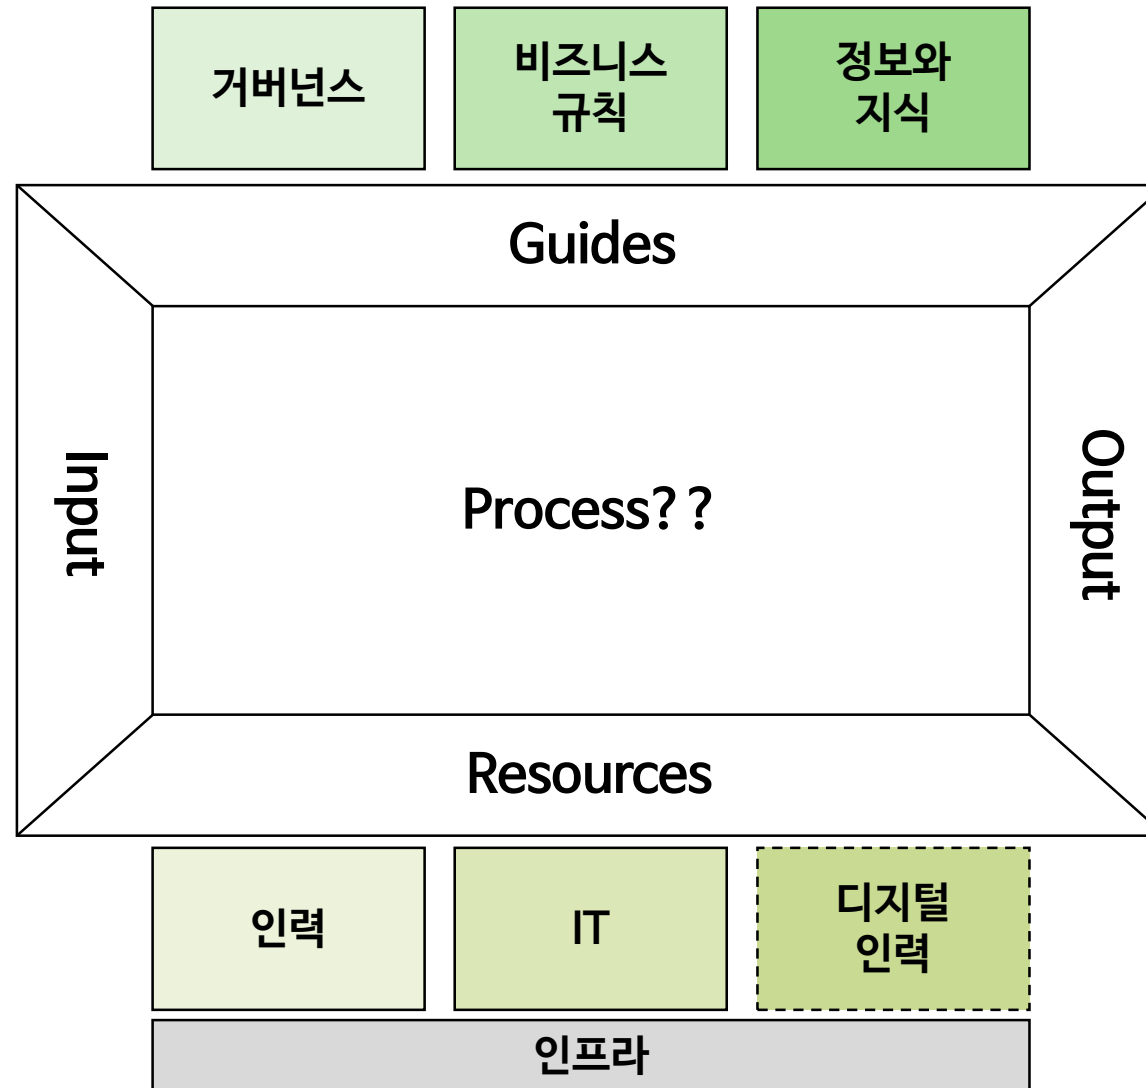 거버넌스
비즈니스
규칙
정보와
지식
Guides
Input
Process??
Output
Resources
인력
IT
디지털
인력
인프라